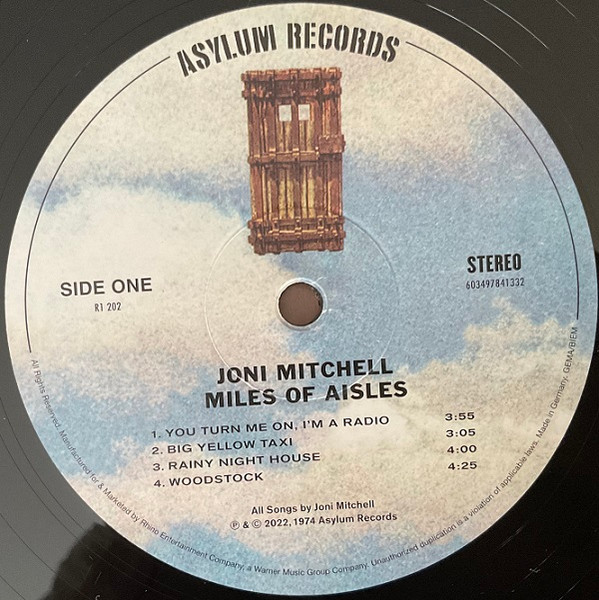 ASYLUM RECORDS
SIDE ONE
R1 202
STEREO
603497841332
JONI MITCHELL
MILES OF AISLES
1. YOU TURN ME ON, I'M A RADIO 3:55
2. BIG YELLOW TAXI 3:05
3. RAINY NIGHT HOUSE 4:00
4. WOODSTOCK 4:25
All Songs by Joni Mitchell
℗ & © 2022, 1974 Asylum Records
All Rights Reserved. Manufactured for & Marketed by Rhino Entertainment Company, a Warner Music Group Company. Unauthorized duplication is a violation of applicable laws. Made in Germany. GEMA/BIEM